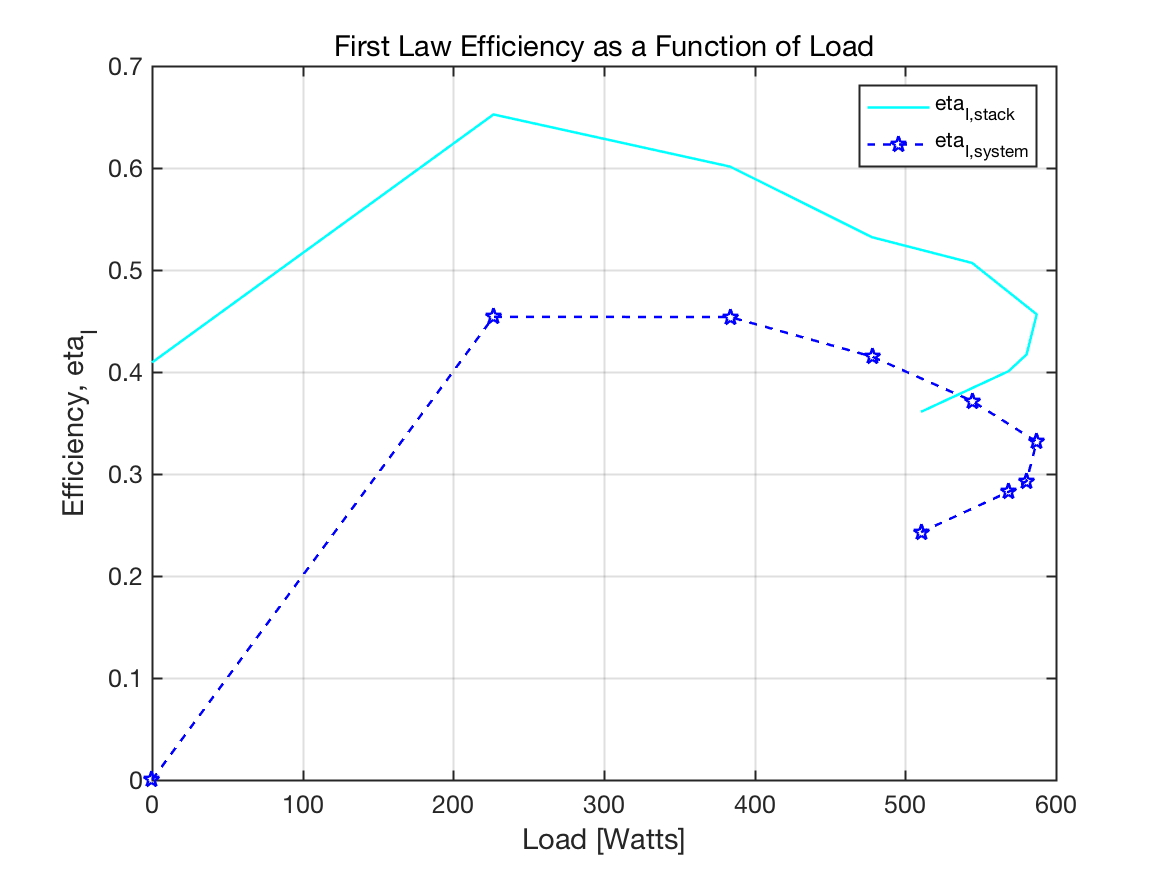 First Law Efficiency as a Function of Load
eta_I,stack
eta_I,system
Efficiency, eta_I
0.7
0.6
0.5
0.4
0.3
0.2
0.1
0
0 100 200 300 400 500 600
Load [Watts]